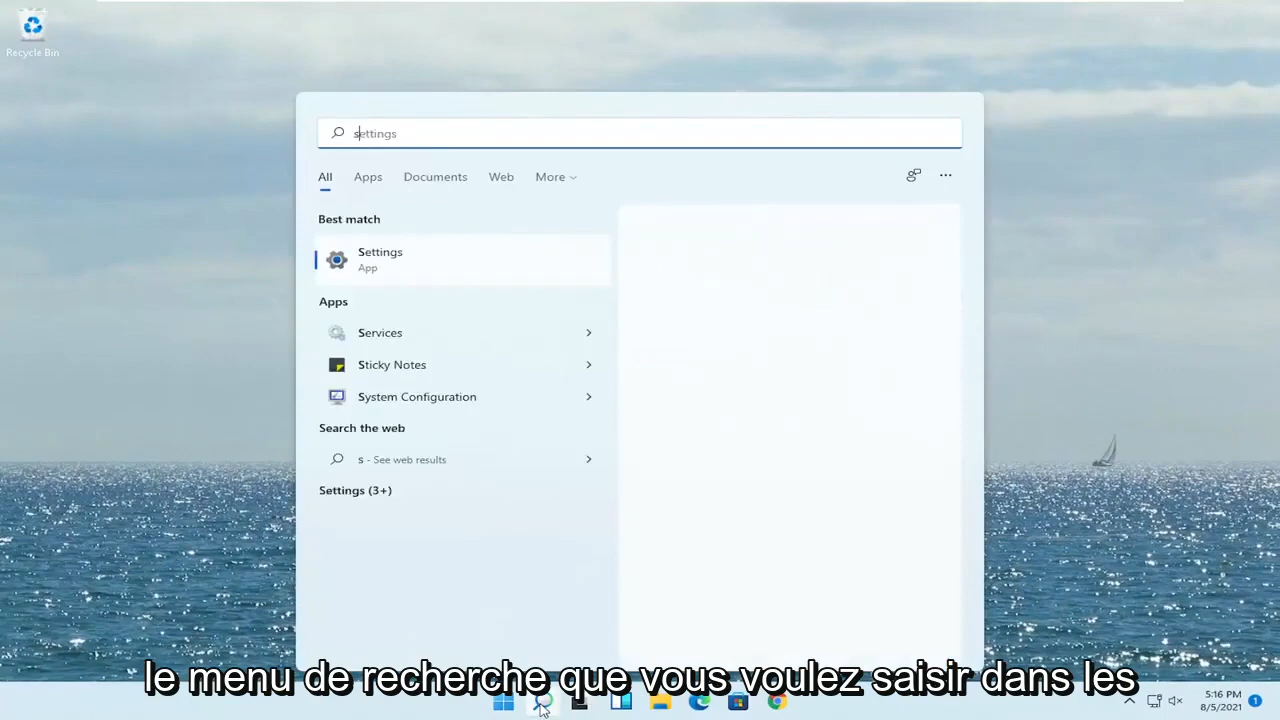 Recycle Bin
settings
All Apps Documents Web More
Best match
Settings
App
Apps
Services
Sticky Notes
System Configuration
Search the web
s - See web results
Settings (3+)
le menu de recherche que vous voulez saisir dans les
5:16 PM
8/5/2021
1